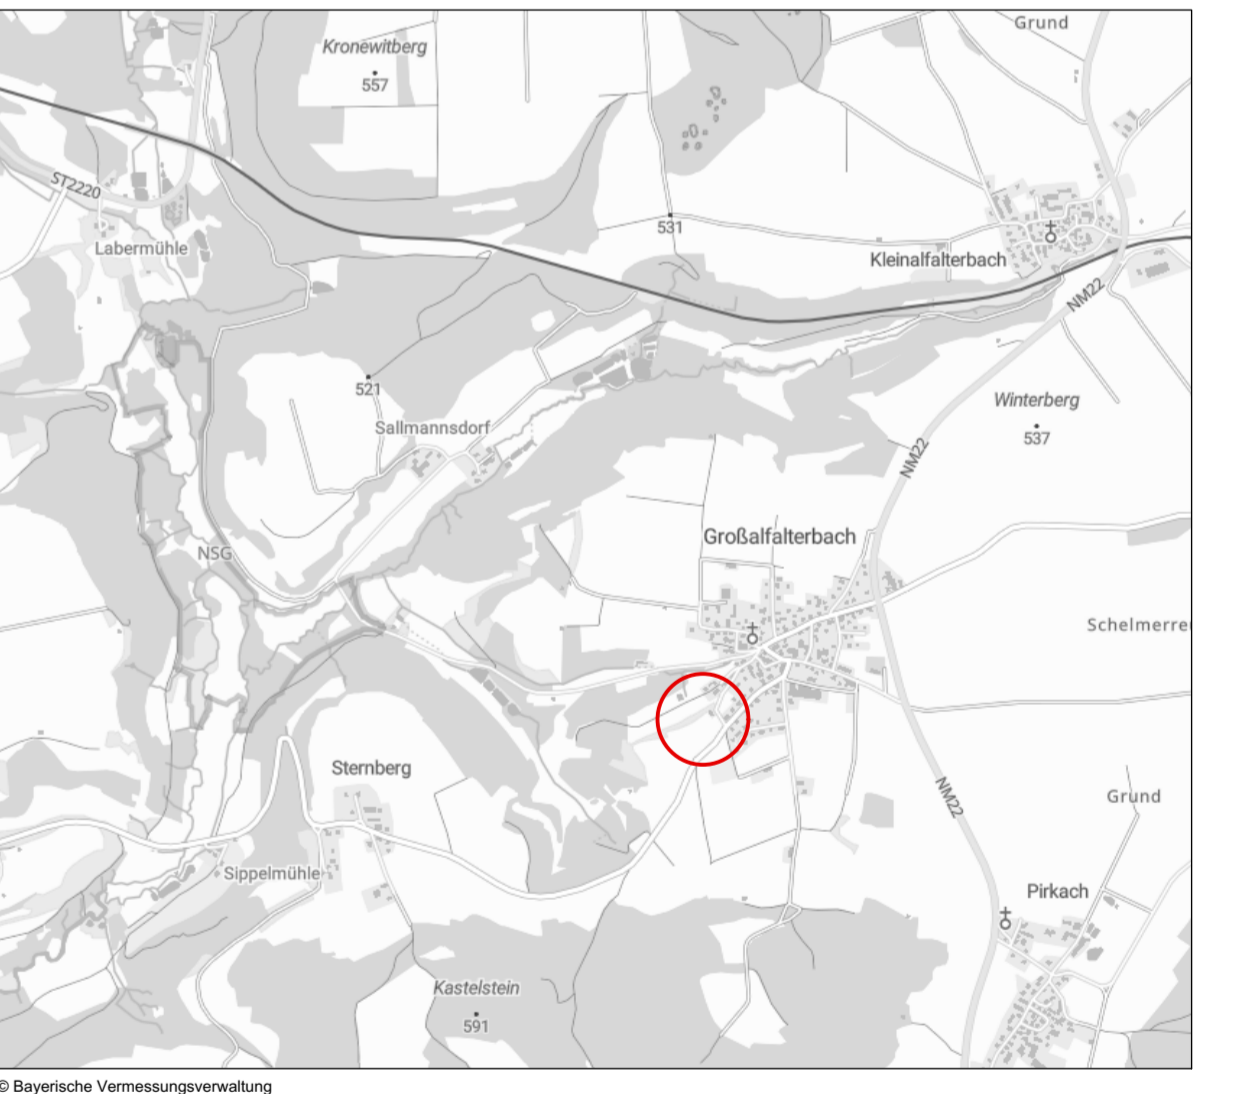 Grund
Kronewitberg
557
ST2220
531
Labermühle
Kleinalfalterbach
NM22
521
Winterberg
Sallmannsdorf
537
NM22
Großalfalterbach
NSG
Schelmerre
Sternberg
NM22
Grund
Sippelmühle
Pirkach
Kastelstein
591
© Bayerische Vermessungsverwaltung